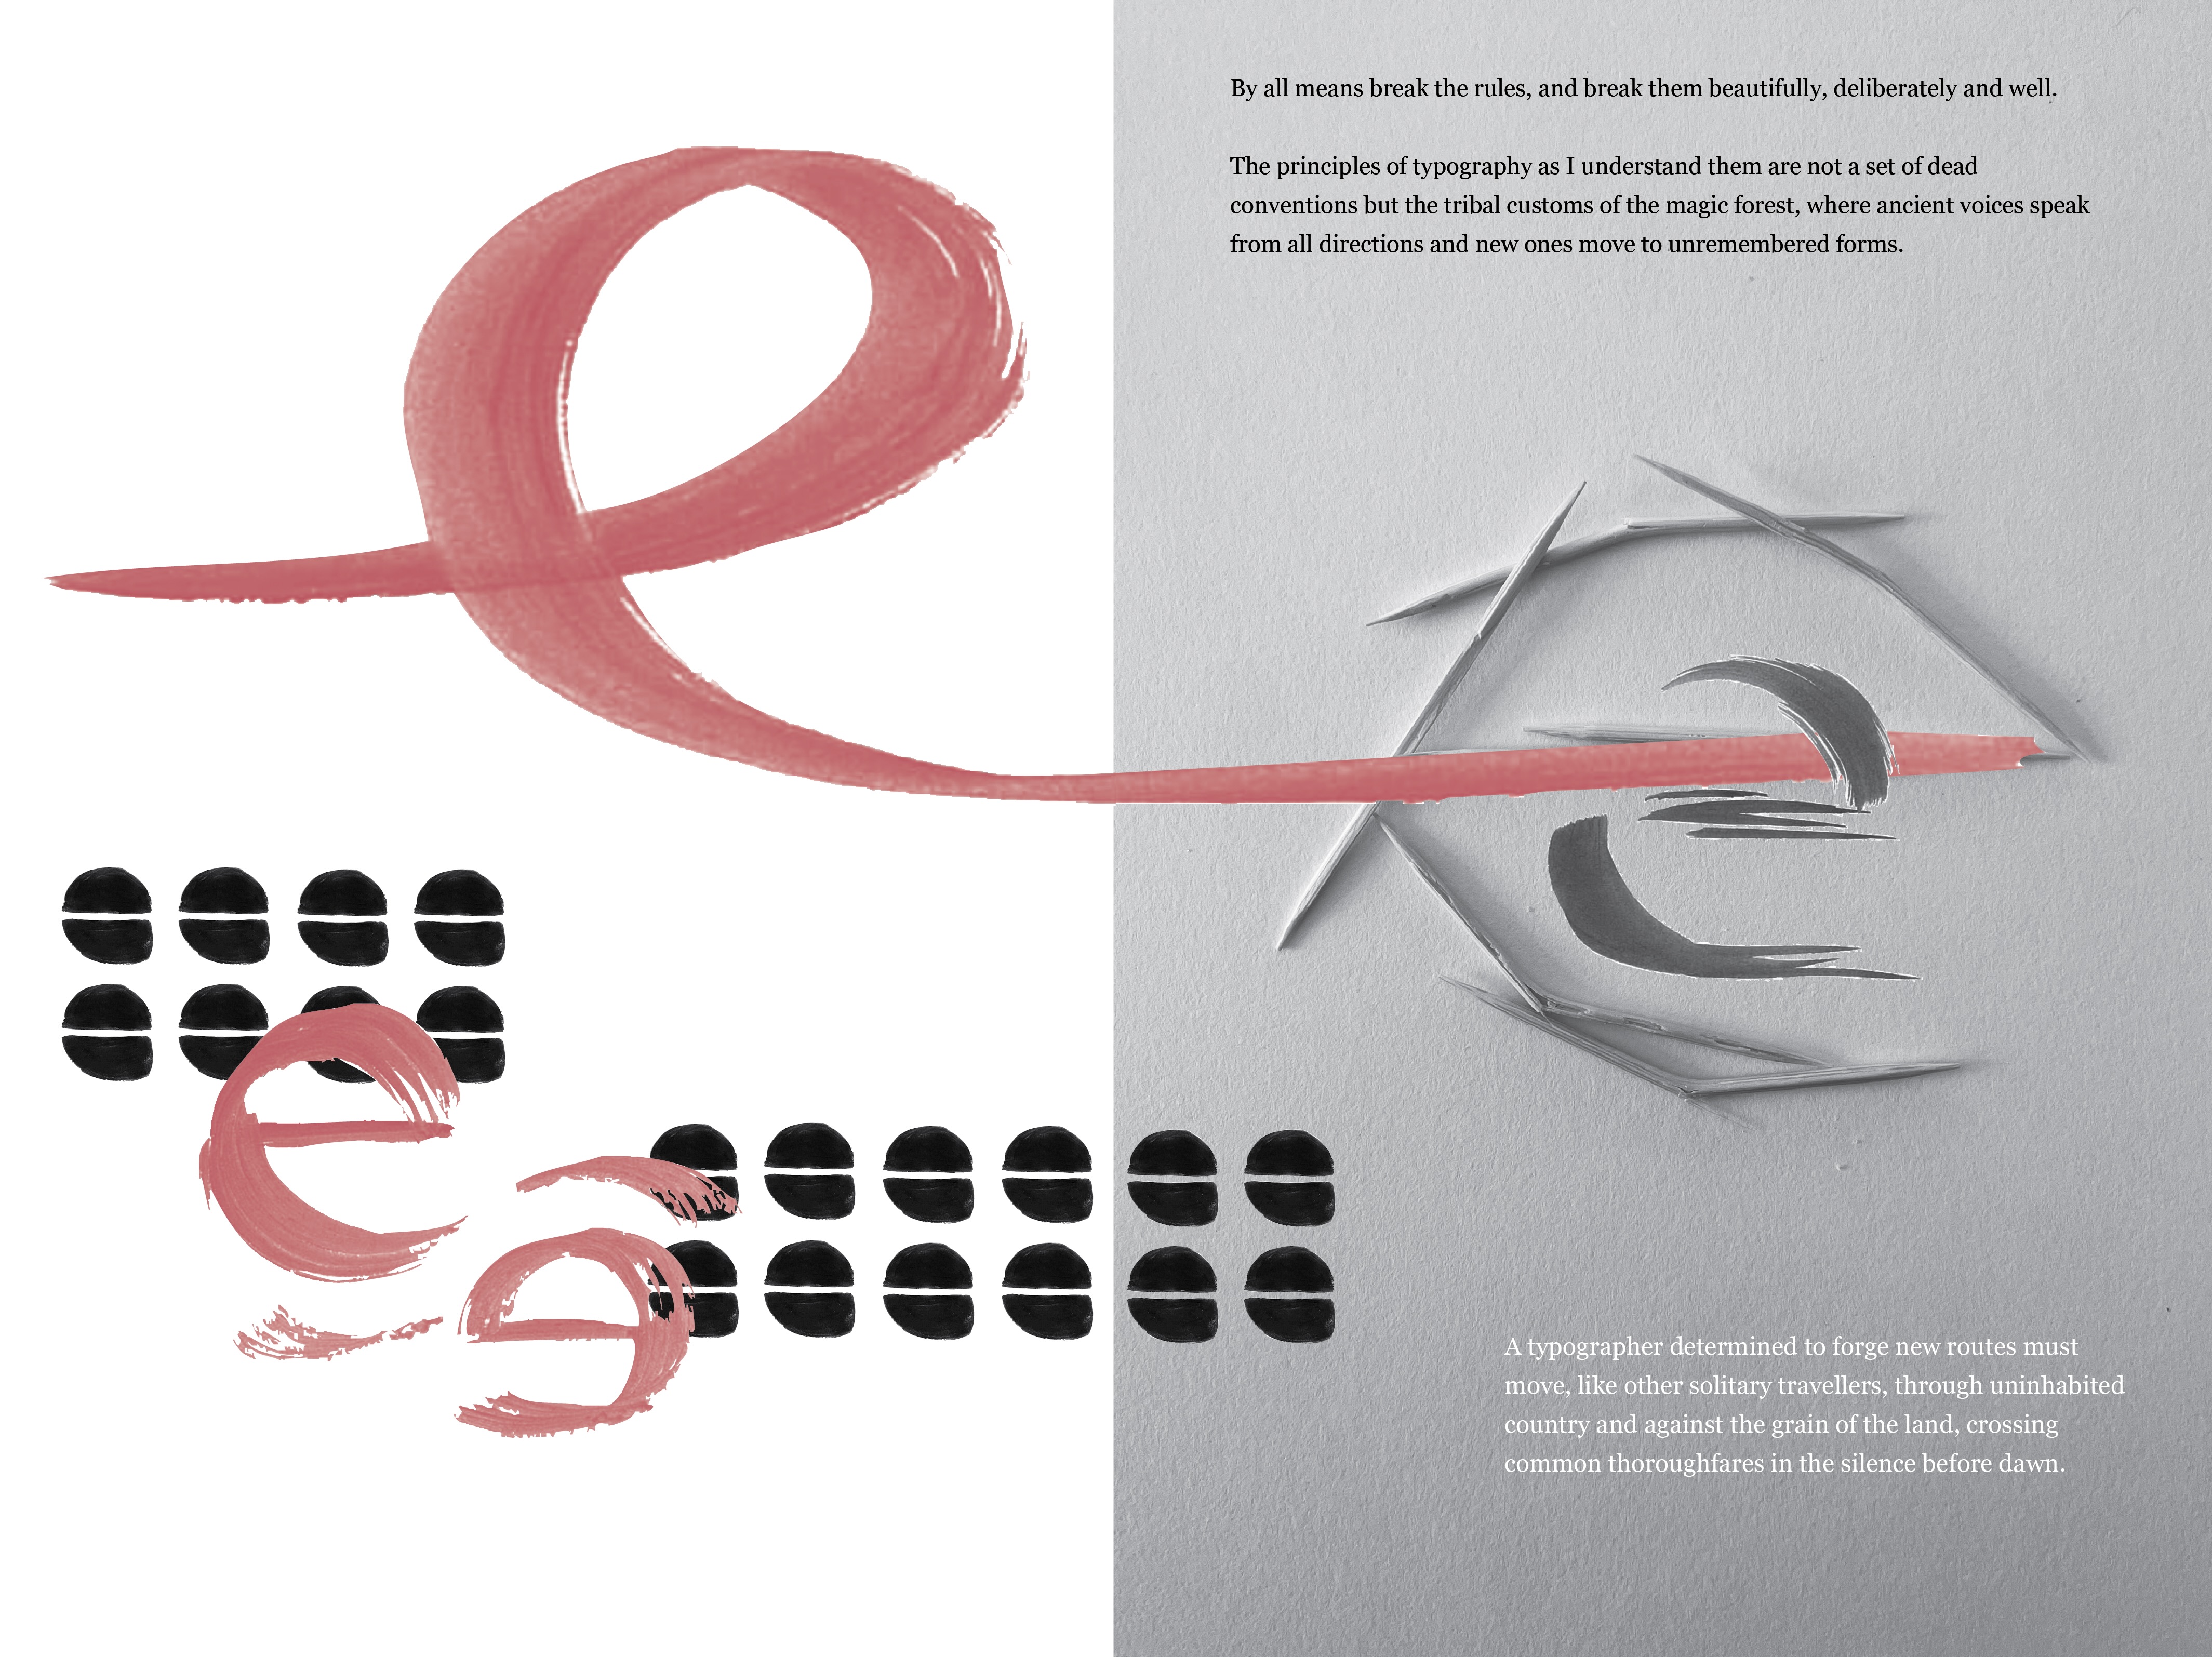 By all means break the rules, and break them beautifully, deliberately and well.
The principles of typography as I understand them are not a set of dead
conventions but the tribal customs of the magic forest, where ancient voices speak
from all directions and new ones move to unremembered forms.
e
e
e
e
e
A typographer determined to forge new routes must
move, like other solitary travellers, through uninhabited
country and against the grain of the land, crossing
common thoroughfares in the silence before dawn.